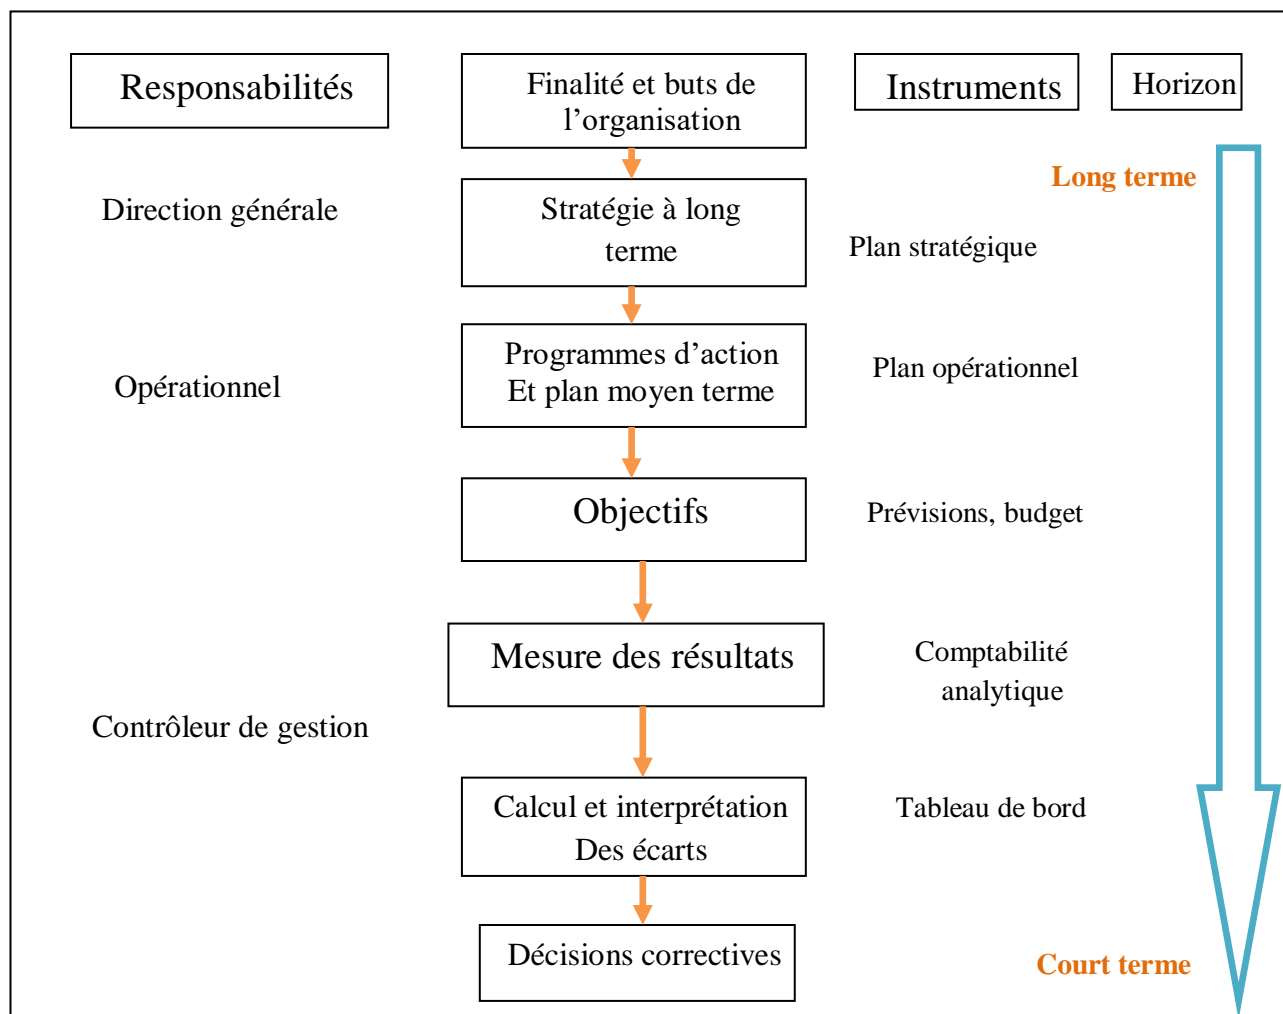 Responsabilités
Finalité et buts de
l’organisation
Instruments
Horizon
Long terme
Direction générale
Stratégie à long
terme
Plan stratégique
Opérationnel
Programmes d’action
Et plan moyen terme
Plan opérationnel
Objectifs
Prévisions, budget
Mesure des résultats
Comptabilité
analytique
Contrôleur de gestion
Calcul et interprétation
Des écarts
Tableau de bord
Décisions correctives
Court terme